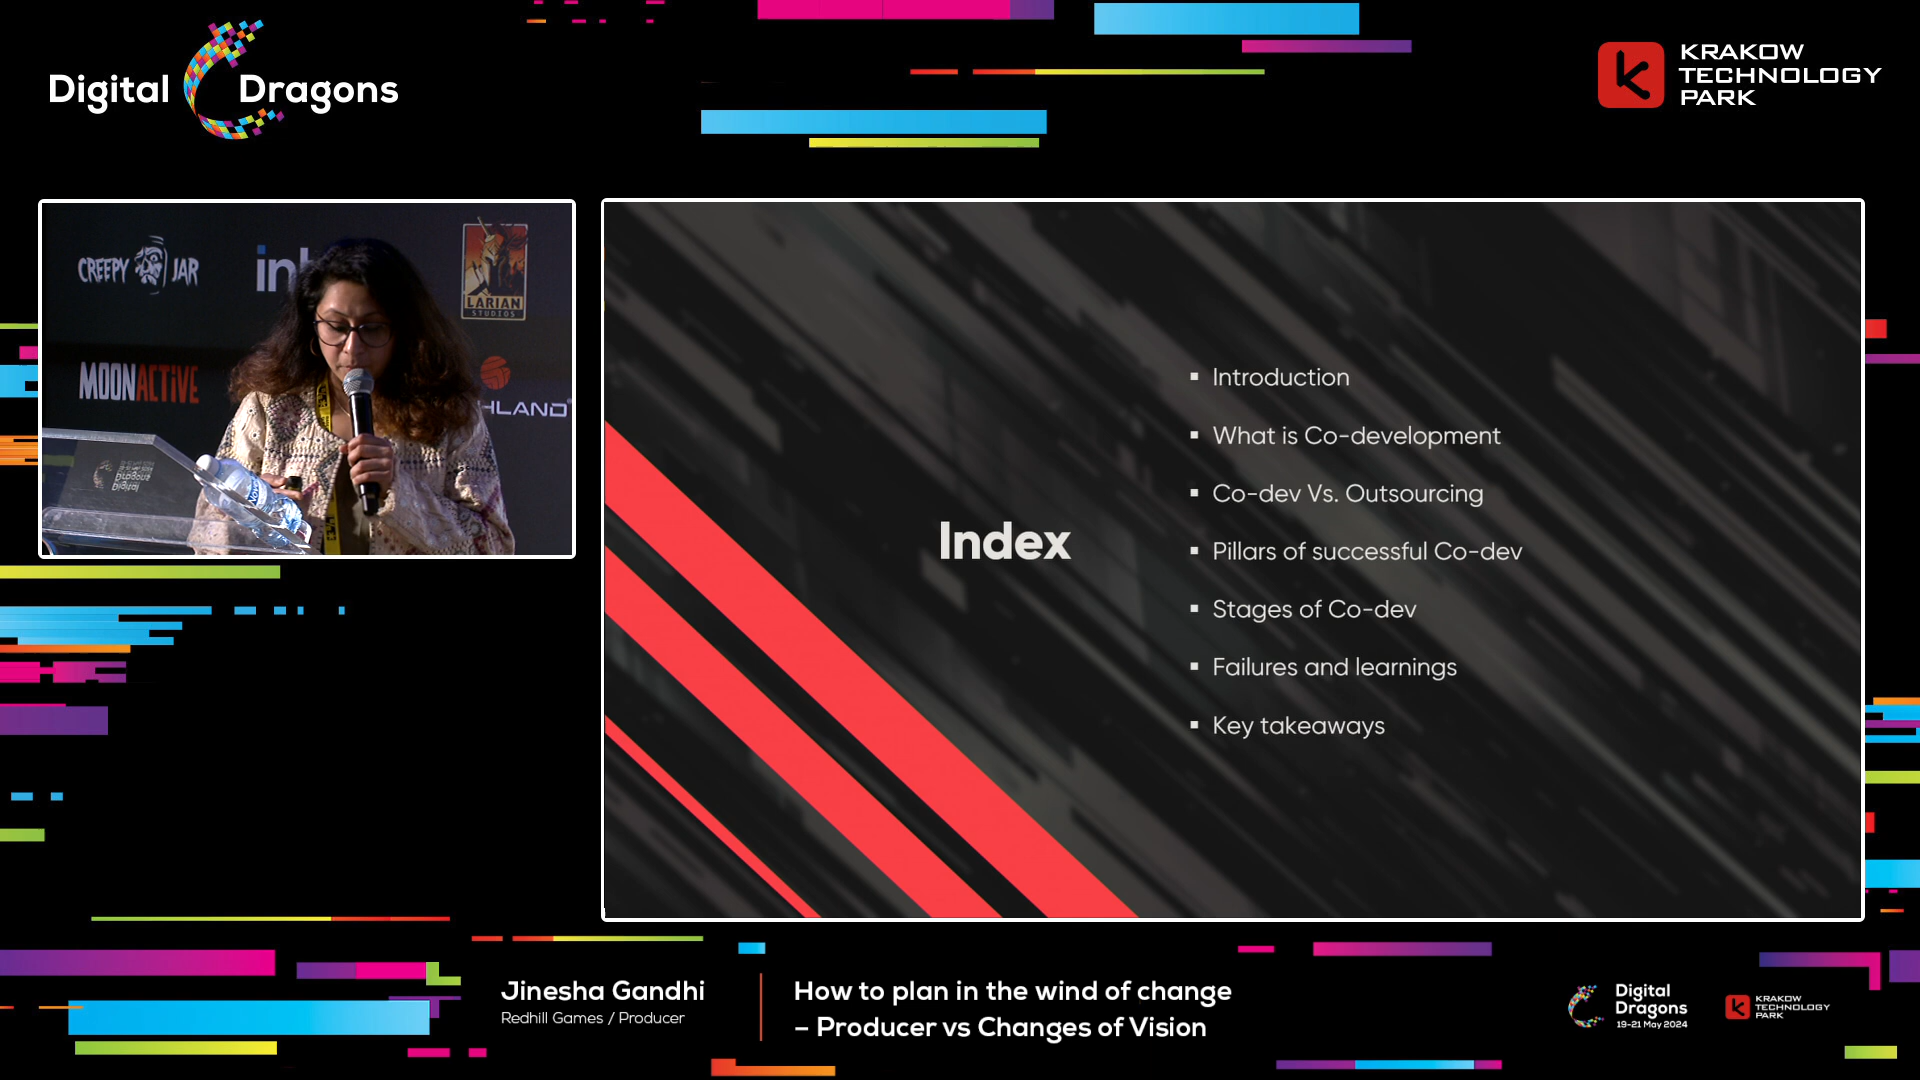 Digital Dragons
KRAKOW
TECHNOLOGY
PARK
CREEPY JAR
LARIAN
STUDIOS
MOONACTIVE
Introduction
What is Co-development
Co-dev Vs. Outsourcing
Pillars of successful Co-dev
Index
Stages of Co-dev
Failures and learnings
Key takeaways
Jinesha Gandhi
Redhill Games / Producer
How to plan in the wind of change
– Producer vs Changes of Vision
Digital
Dragons
19-21 May 2024
KRAKOW
TECHNOLOGY
PARK